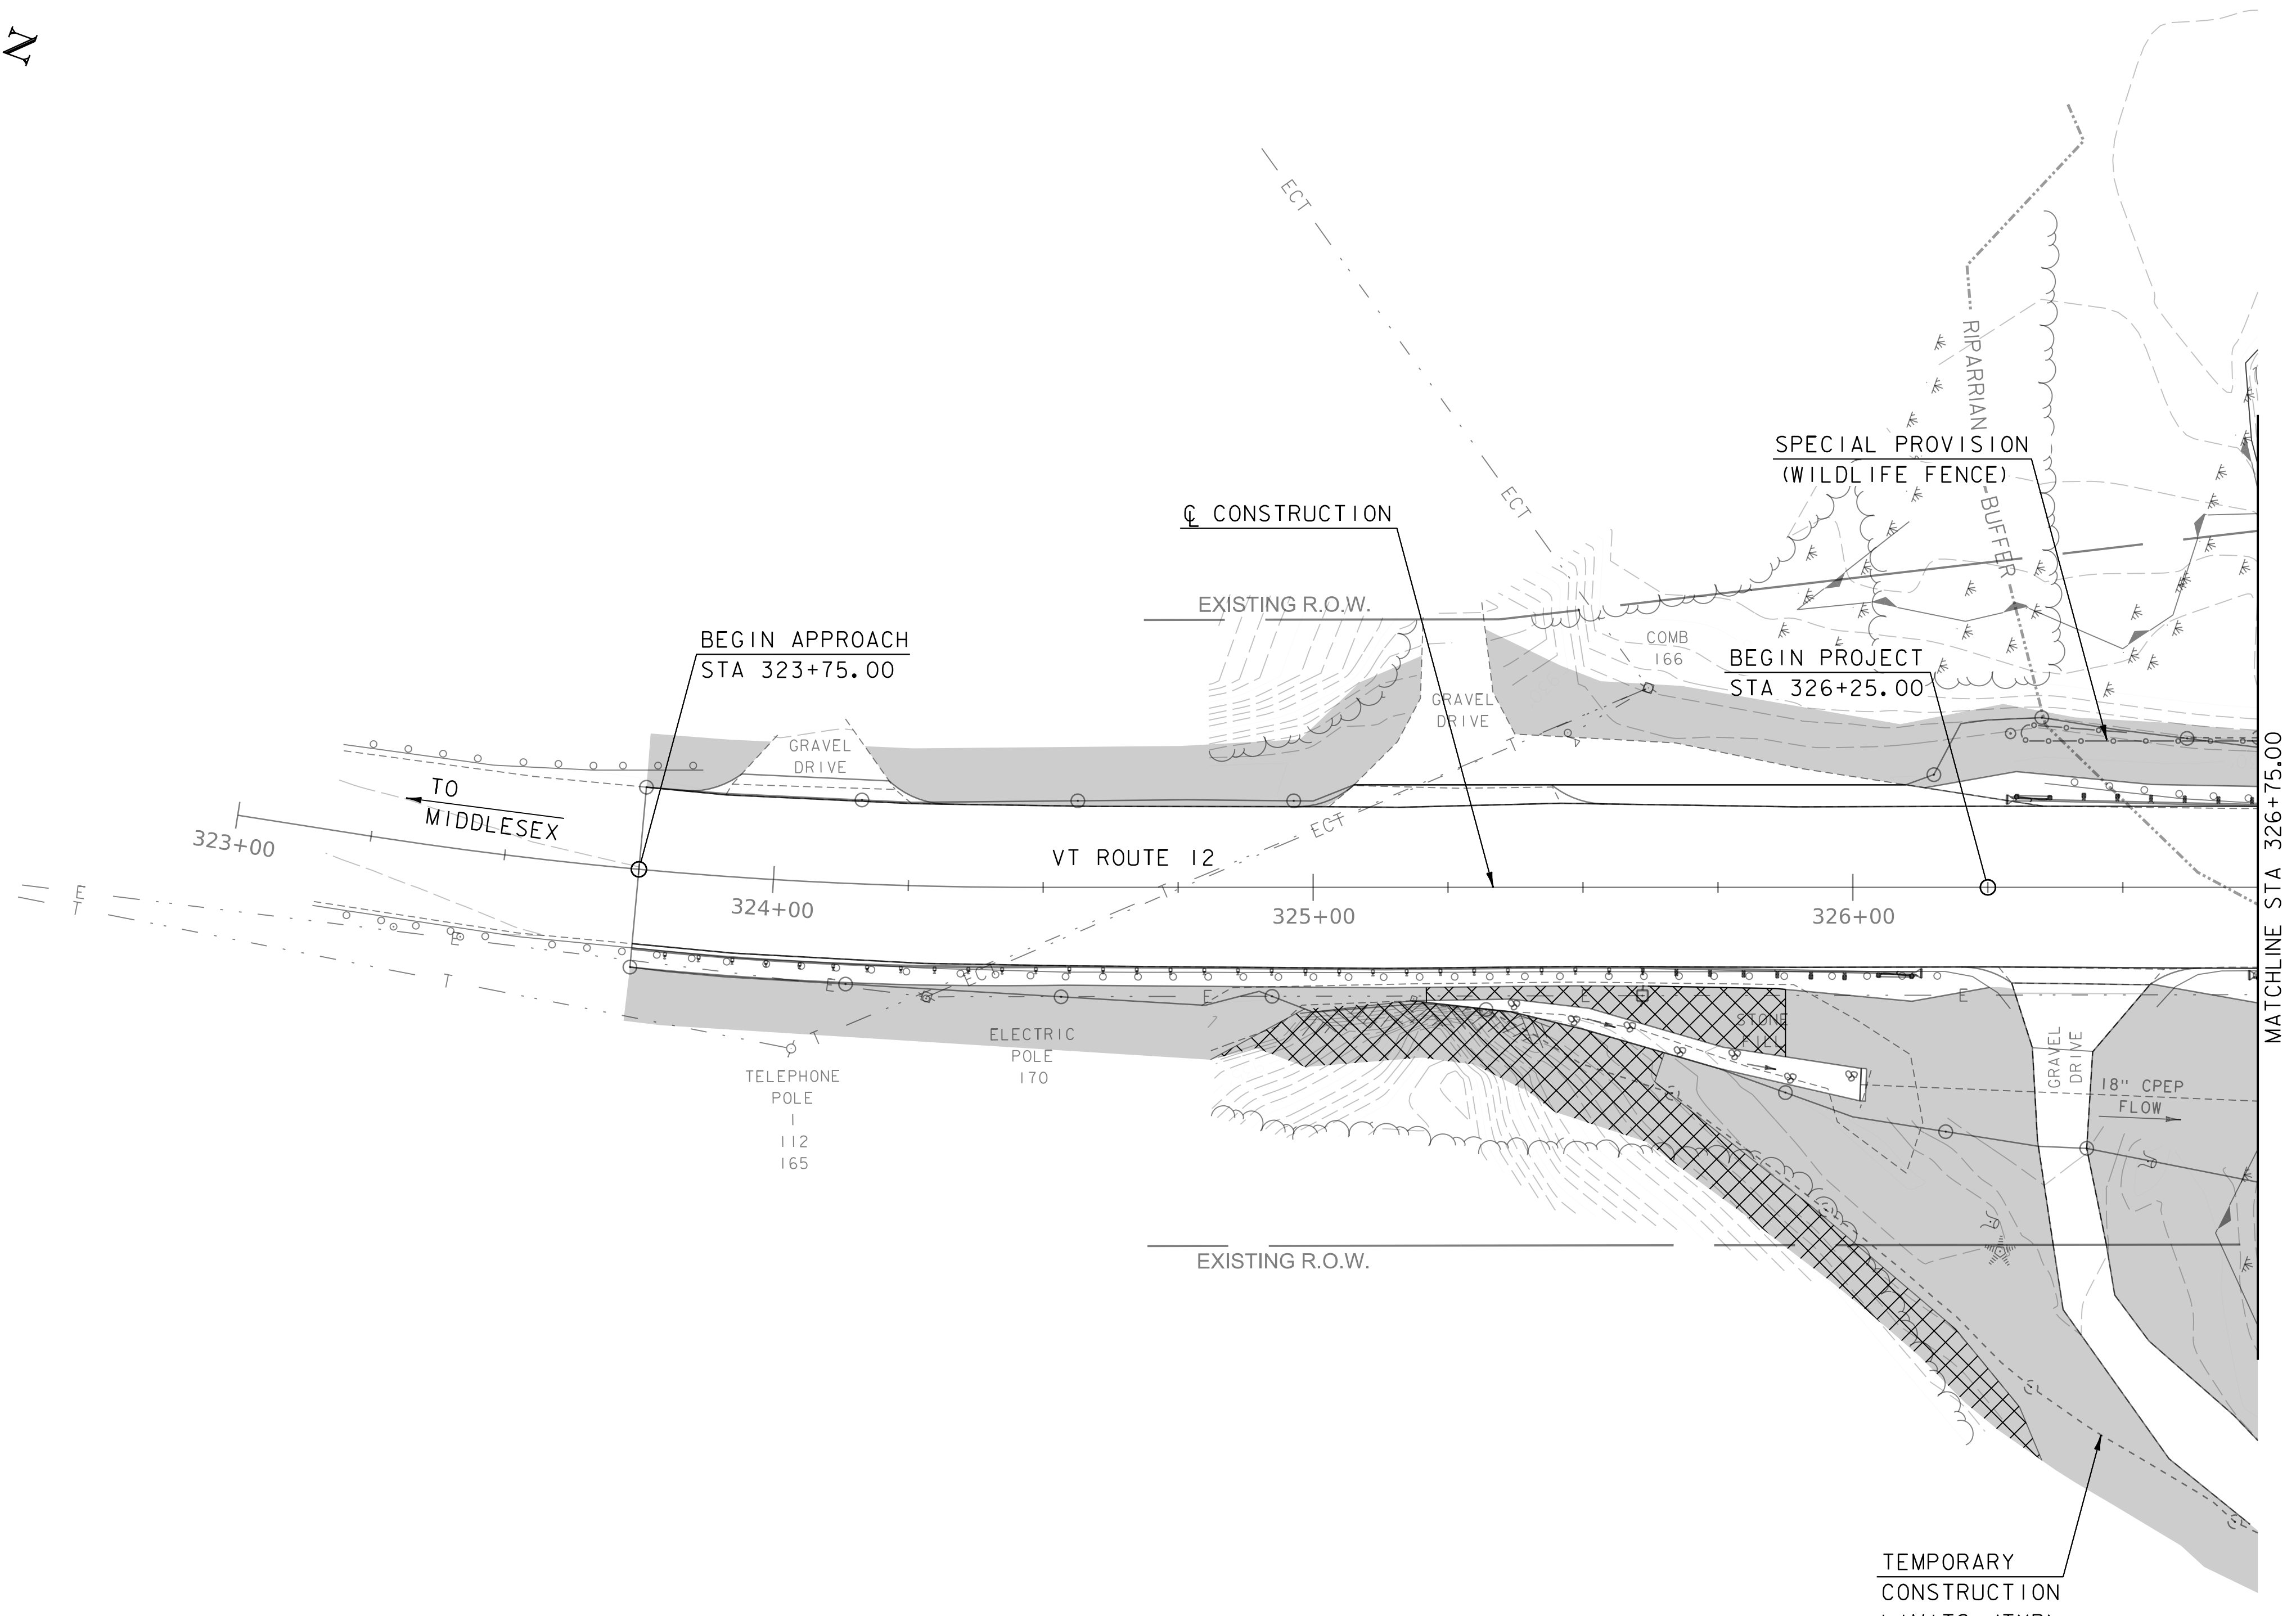 N
ECT
RIPARRIAN
SPECIAL PROVISION
(WILDLIFE FENCE)
BUFFER
ECT
℄ CONSTRUCTION
EXISTING R.O.W.
BEGIN APPROACH
STA 323+75.00
COMB
166
BEGIN PROJECT
STA 326+25.00
GRAVEL
DRIVE
GRAVEL
DRIVE
T
TO
MIDDLESEX
ECT
323+00
VT ROUTE 12
T
324+00
325+00
326+00
MATCHLINE STA 326+75.00
E
T
E
T
ECT
E
E
E
E
STONE
FILL
T
ELECTRIC
POLE
170
TELEPHONE
POLE
1
112
165
GRAVEL
DRIVE
18" CPEP
FLOW
EXISTING R.O.W.
TEMPORARY
CONSTRUCTION